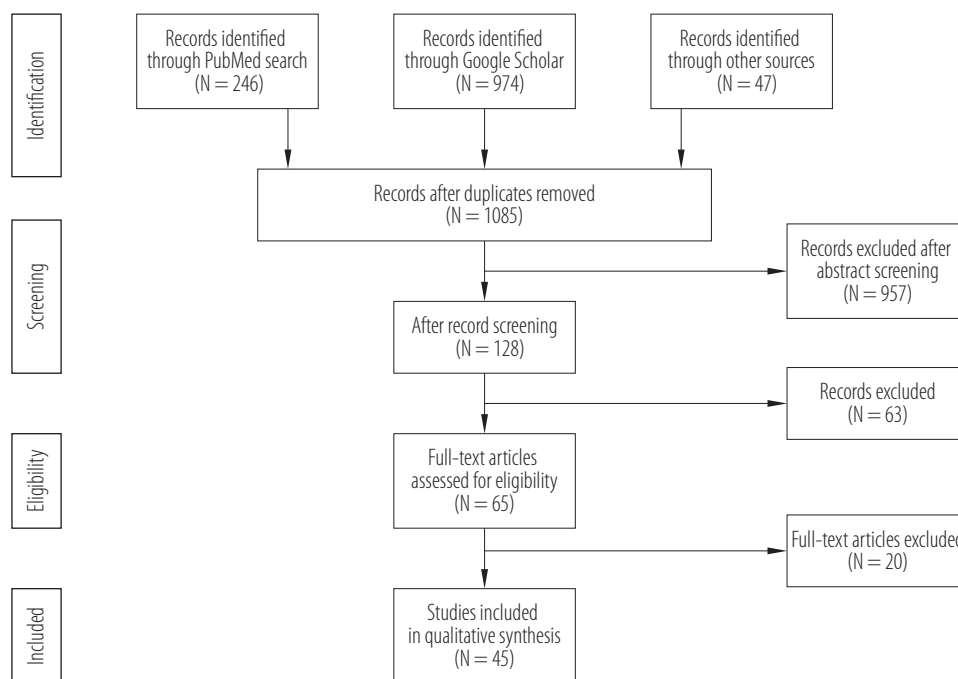 Identification
Records identified
through PubMed search
(N = 246)
Records identified
through Google Scholar
(N = 974)
Records identified
through other sources
(N = 47)
Records after duplicates removed
(N = 1085)
Screening
Records excluded after
abstract screening
(N = 957)
After record screening
(N = 128)
Records excluded
(N = 63)
Eligibility
Full-text articles
assessed for eligibility
(N = 65)
Full-text articles excluded
(N = 20)
Included
Studies included
in qualitative synthesis
(N = 45)